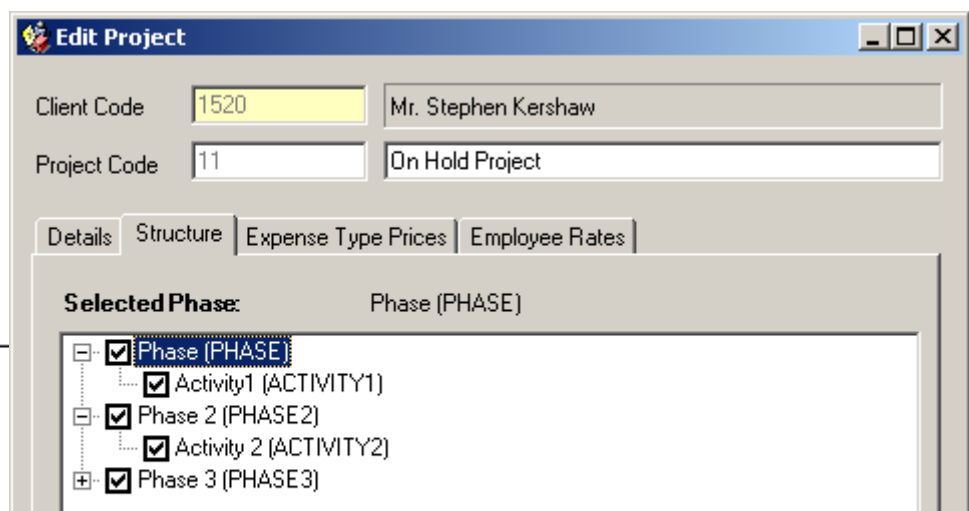 Edit Project
Client Code 1520 Mr. Stephen Kershaw
Project Code 11 On Hold Project
Details Structure Expense Type Prices Employee Rates
Selected Phase: Phase (PHASE)
Phase (PHASE)
Activity1 (ACTIVITY1)
Phase 2 (PHASE2)
Activity 2 (ACTIVITY2)
Phase 3 (PHASE3)